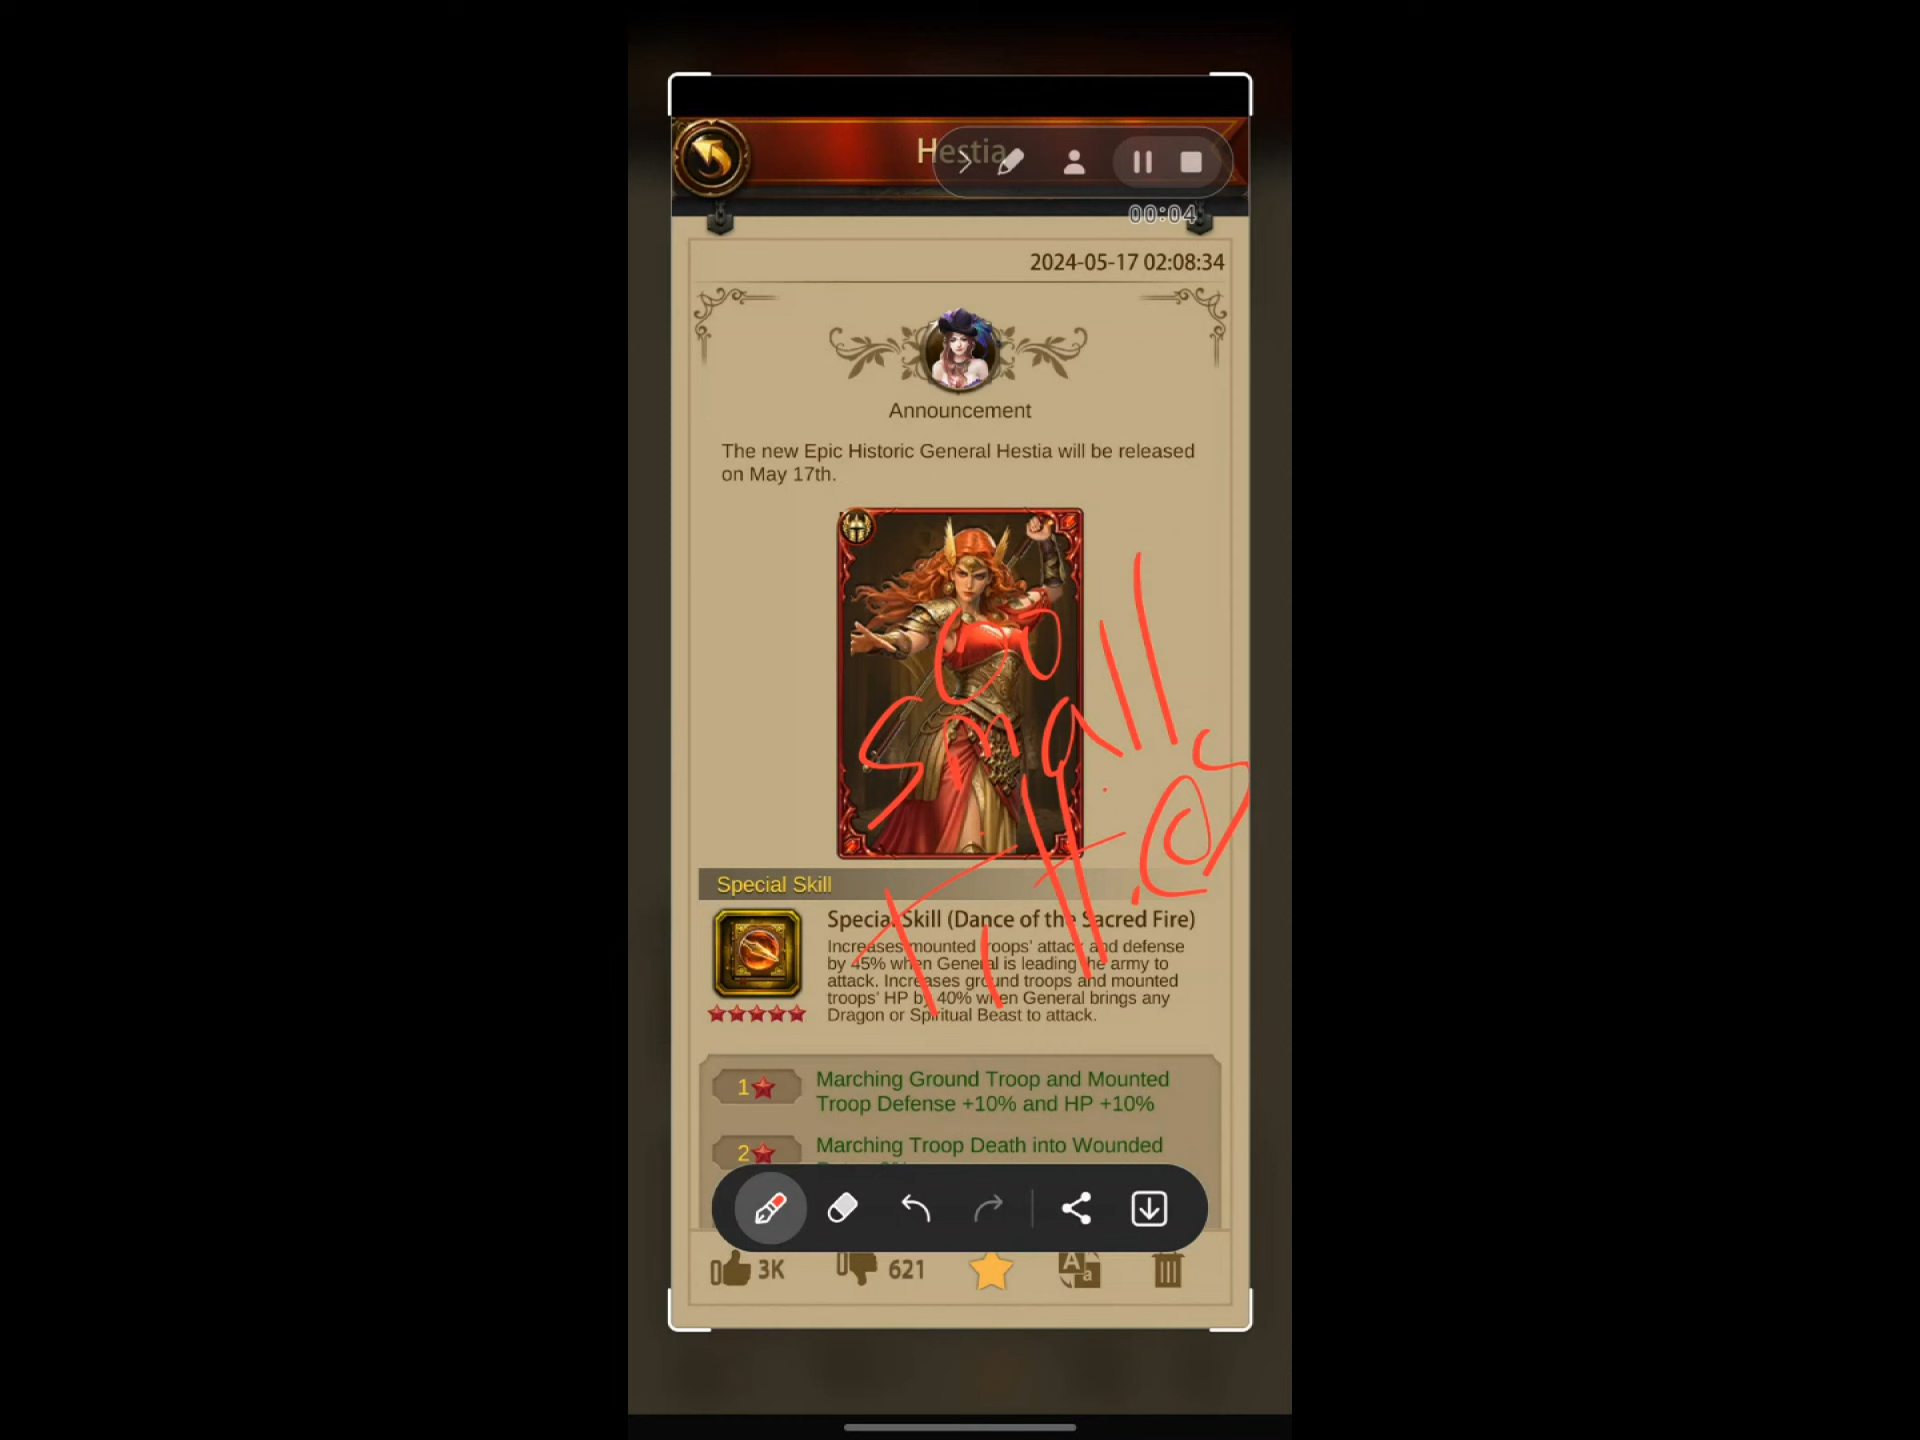 Hestia
00:04
2024-05-17 02:08:34
Announcement
The new Epic Historic General Hestia will be released
on May 17th.
small
Special Skill
Special Skill (Dance of the Sacred Fire)
Increases mounted troops' attack and defense
by 45% when General is leading the army to
attack. Increases ground troops and mounted
troops' HP by 40% when General brings any
Dragon or Spiritual Beast to attack.
1
Marching Ground Troop and Mounted
Troop Defense +10% and HP +10%
2
Marching Troop Death into Wounded
3K
621
A
a